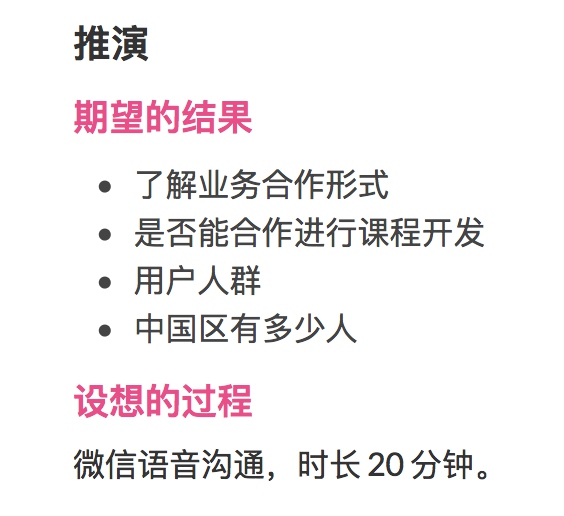 推演
期望的结果
了解业务合作形式
是否能合作进行课程开发
用户人群
中国区有多少人
设想的过程
微信语音沟通，时长 20 分钟。